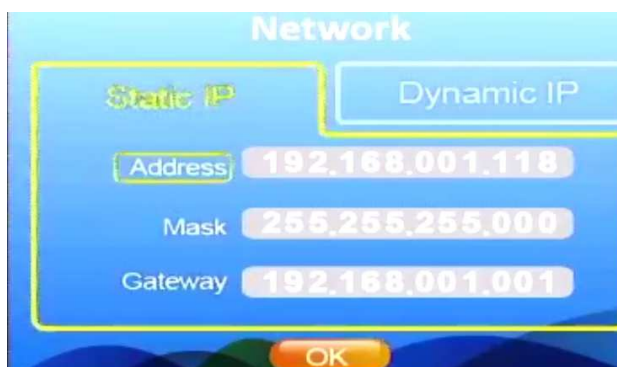 Network
Static IP
Dynamic IP
Address 192.168.001.118
Mask 255.255.255.000
Gateway 192.168.001.001
OK